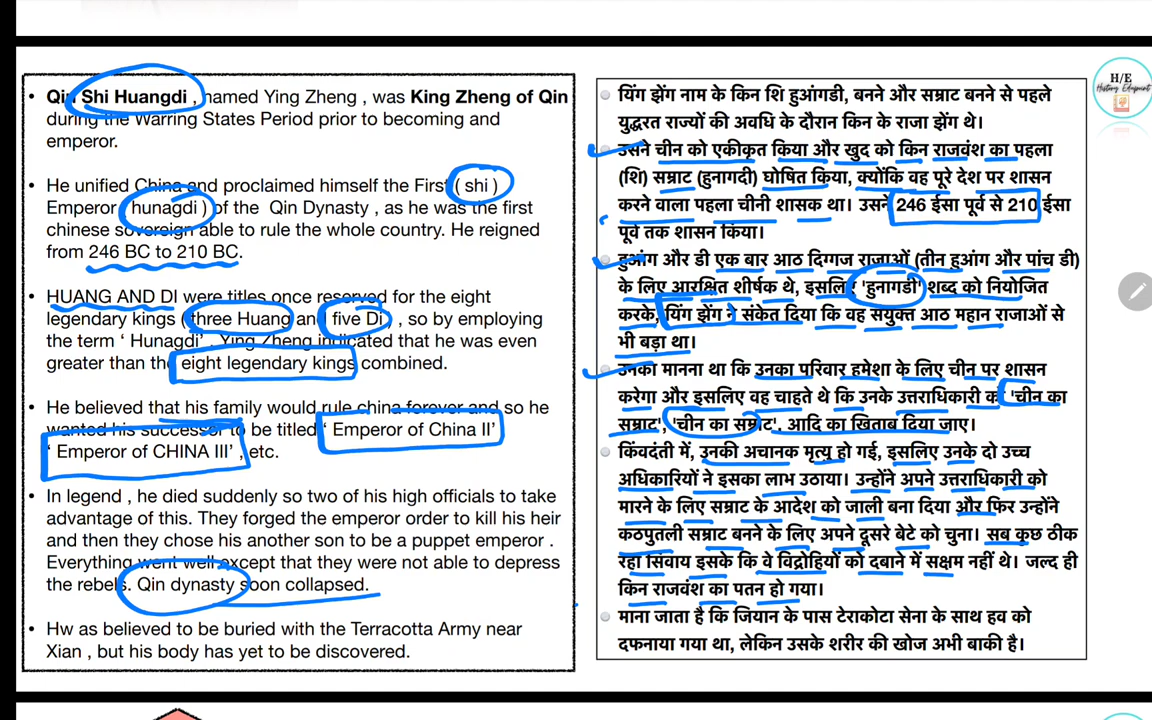 • Qin Shi Huangdi , named Ying Zheng , was King Zheng of Qin
during the Warring States Period prior to becoming and
emperor.
• He unified China and proclaimed himself the First ( shi )
Emperor ( hunagdi ) of the Qin Dynasty , as he was the first
chinese sovereign able to rule the whole country. He reigned
from 246 BC to 210 BC.
• HUANG AND DI were titles once reserved for the eight
legendary kings ( three Huang and five Di ) , so by employing
the term ‘ Hunagdi’ , Ying Zheng indicated that he was even
greater than the eight legendary kings combined.
• He believed that his family would rule china forever and so he
wanted his successor to be titled ‘ Emperor of China II’
‘ Emperor of CHINA III’ , etc.
• In legend , he died suddenly so two of his high officials to take
advantage of this. They forged the emperor order to kill his heir
and then they chose his another son to be a puppet emperor .
Everything went well except that they were not able to depress
the rebels. Qin dynasty soon collapsed.
• Hw as believed to be buried with the Terracotta Army near
Xian , but his body has yet to be discovered.
यिंग झेंग नाम के किन शि हुआंगडी, बनने और सम्राट बनने से पहले
युद्धरत राज्यों की अवधि के दौरान किन के राजा झेंग थे।
उसने चीन को एकीकृत किया और खुद को किन राजवंश का पहला
(शि) सम्राट (हुनागदी) घोषित किया, क्योंकि वह पूरे देश पर शासन
करने वाला पहला चीनी शासक था। उसने 246 ईसा पूर्व से 210 ईसा
पूर्व तक शासन किया।
हुआंग और डी एक बार आठ दिग्गज राजाओं (तीन हुआंग और पांच डी)
के लिए आरक्षित शीर्षक थे, इसलिए 'हुनागडी' शब्द को नियोजित
करके, यिंग झेंग ने संकेत दिया कि वह संयुक्त आठ महान राजाओं से
भी बड़ा था।
उनका मानना था कि उनका परिवार हमेशा के लिए चीन पर शासन
करेगा और इसलिए वह चाहते थे कि उनके उत्तराधिकारी को 'चीन का
सम्राट', 'चीन का सम्राट', आदि का खिताब दिया जाए।
किंवदंती में, उनकी अचानक मृत्यु हो गई, इसलिए उनके दो उच्च
अधिकारियों ने इसका लाभ उठाया। उन्होंने अपने उत्तराधिकारी को
मारने के लिए सम्राट के आदेश को जाली बना दिया और फिर उन्होंने
कठपुतली सम्राट बनने के लिए अपने दूसरे बेटे को चुना। सब कुछ ठीक
रहा सिवाय इसके कि वे विद्रोहियों को दबाने में सक्षम नहीं थे। जल्द ही
किन राजवंश का पतन हो गया।
माना जाता है कि जियान के पास टेराकोटा सेना के साथ हव को
दफनाया गया था, लेकिन उसके शरीर की खोज अभी बाकी है।
H/E
History Edupoint